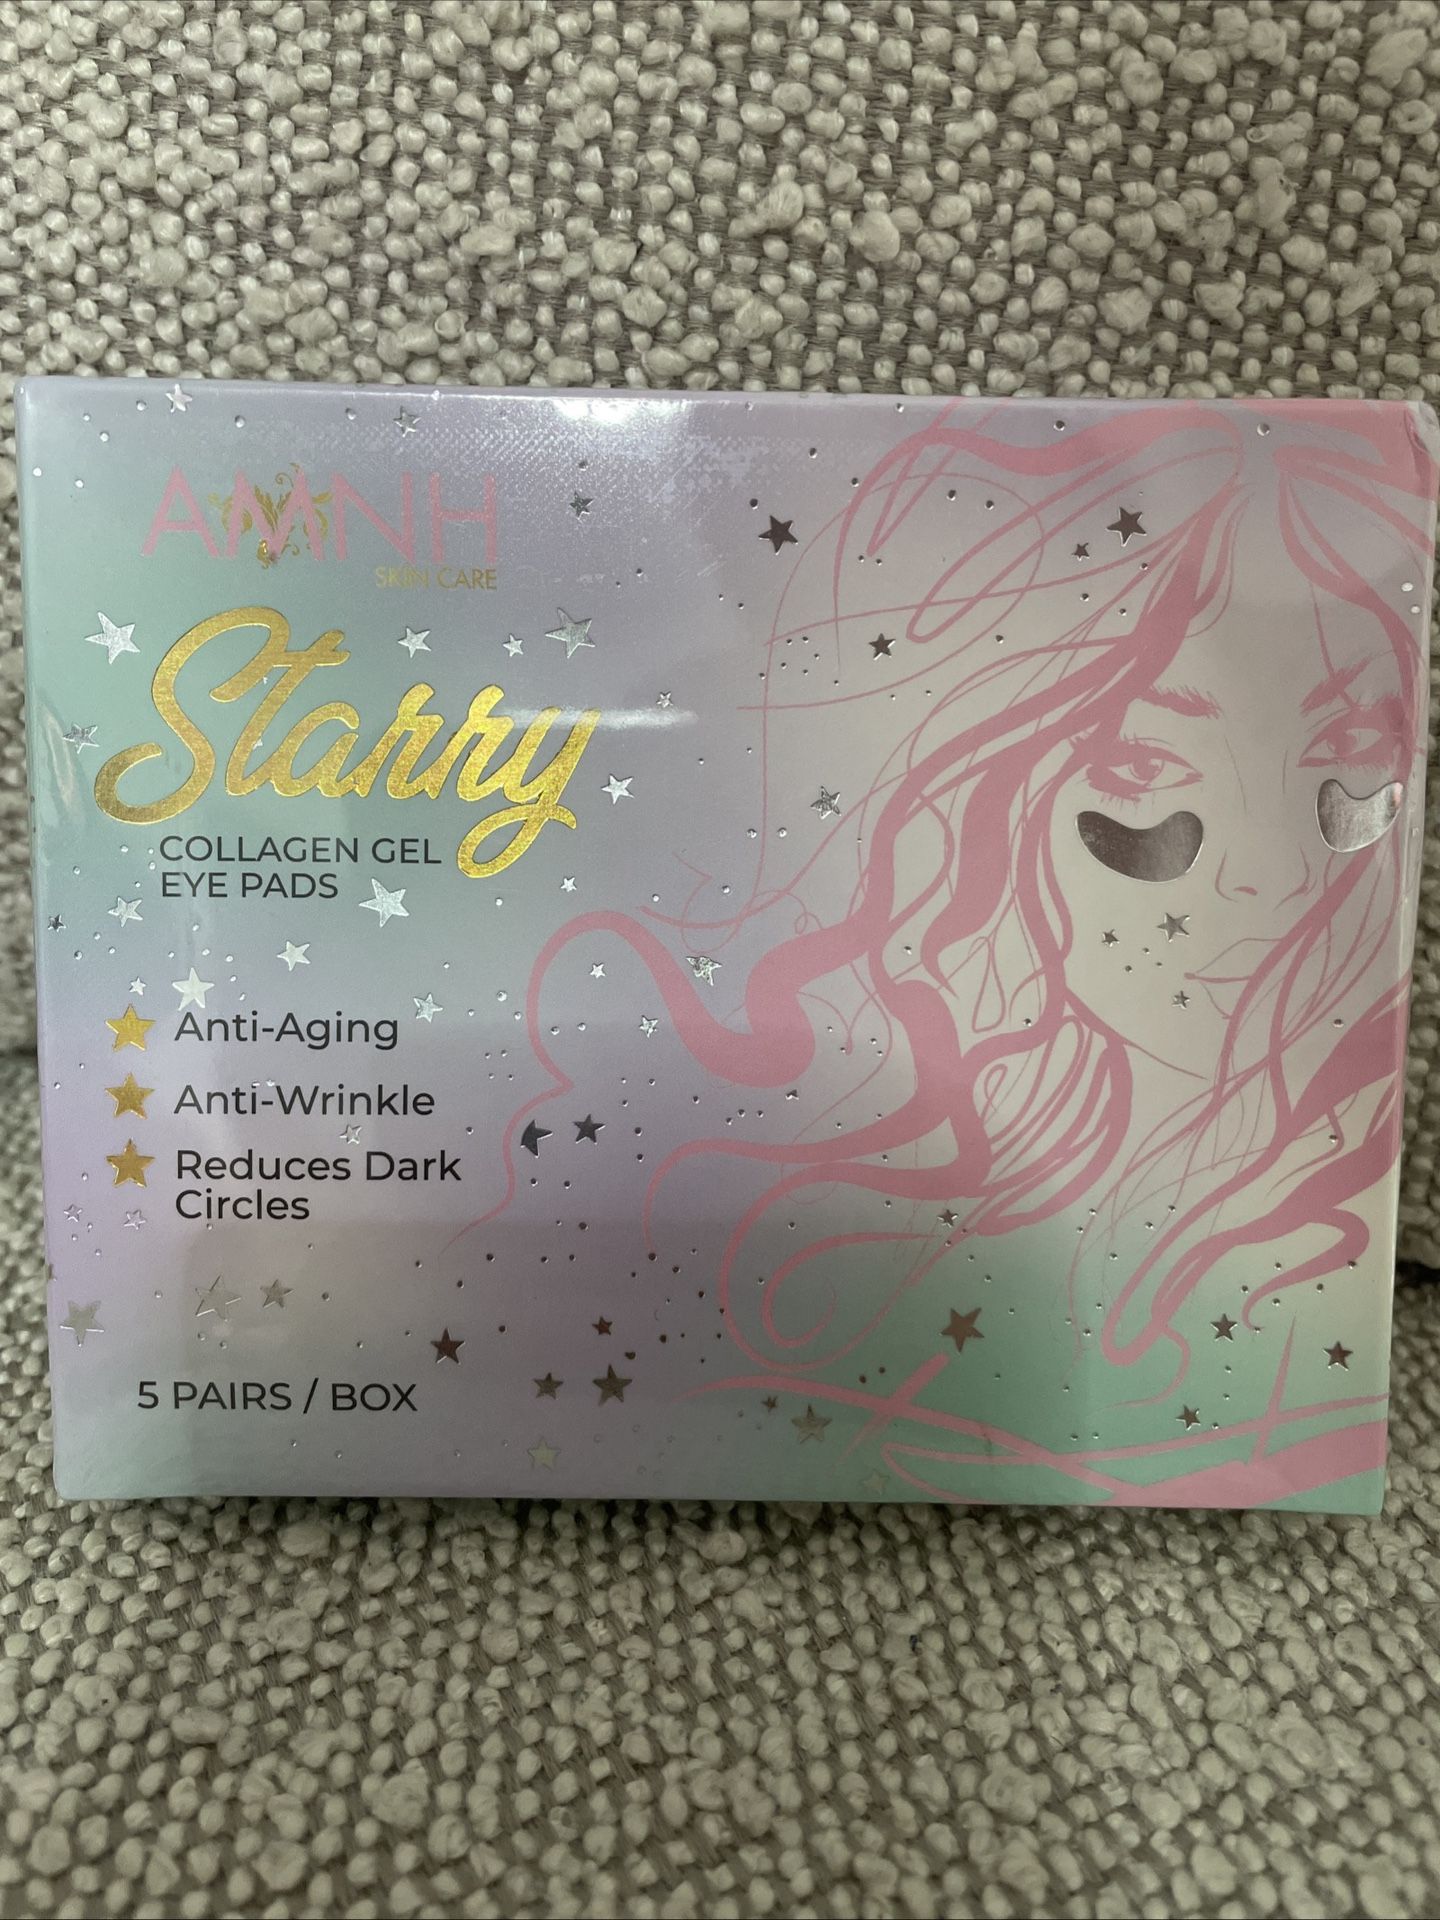 AMNH
SKIN CARE
Starry
COLLAGEN GEL
EYE PADS
Anti-Aging
Anti-Wrinkle
Reduces Dark
Circles
5 PAIRS / BOX